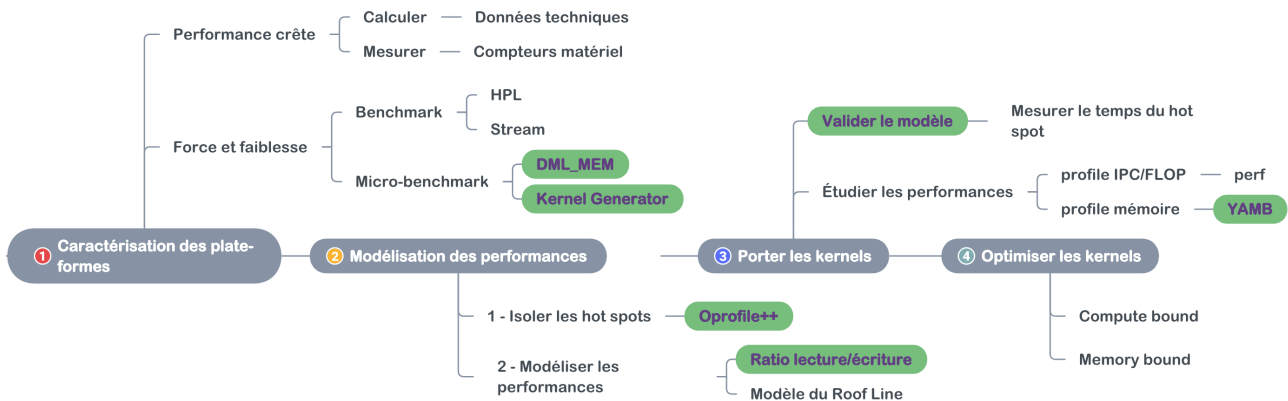 Performance crête
Calculer
Données techniques
Mesurer
Compteurs matériel
Force et faiblesse
Benchmark
HPL
Stream
Micro-benchmark
DML_MEM
Kernel Generator
1 Caractérisation des plate-
formes
2 Modélisation des performances
1 - Isoler les hot spots
Oprofile++
2 - Modéliser les
performances
Ratio lecture/écriture
Modèle du Roof Line
3 Porter les kernels
Valider le modèle
Mesurer le temps du hot
spot
Étudier les performances
profile IPC/FLOP
perf
profile mémoire
YAMB
4 Optimiser les kernels
Compute bound
Memory bound